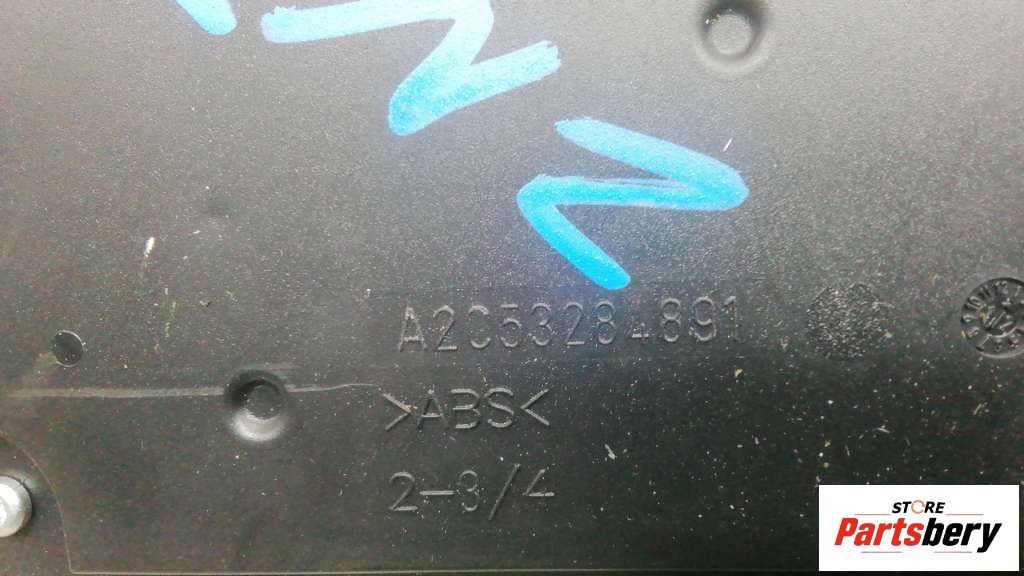 A2C53284891
>ABS<
2-3/4
STORE
Partsbery